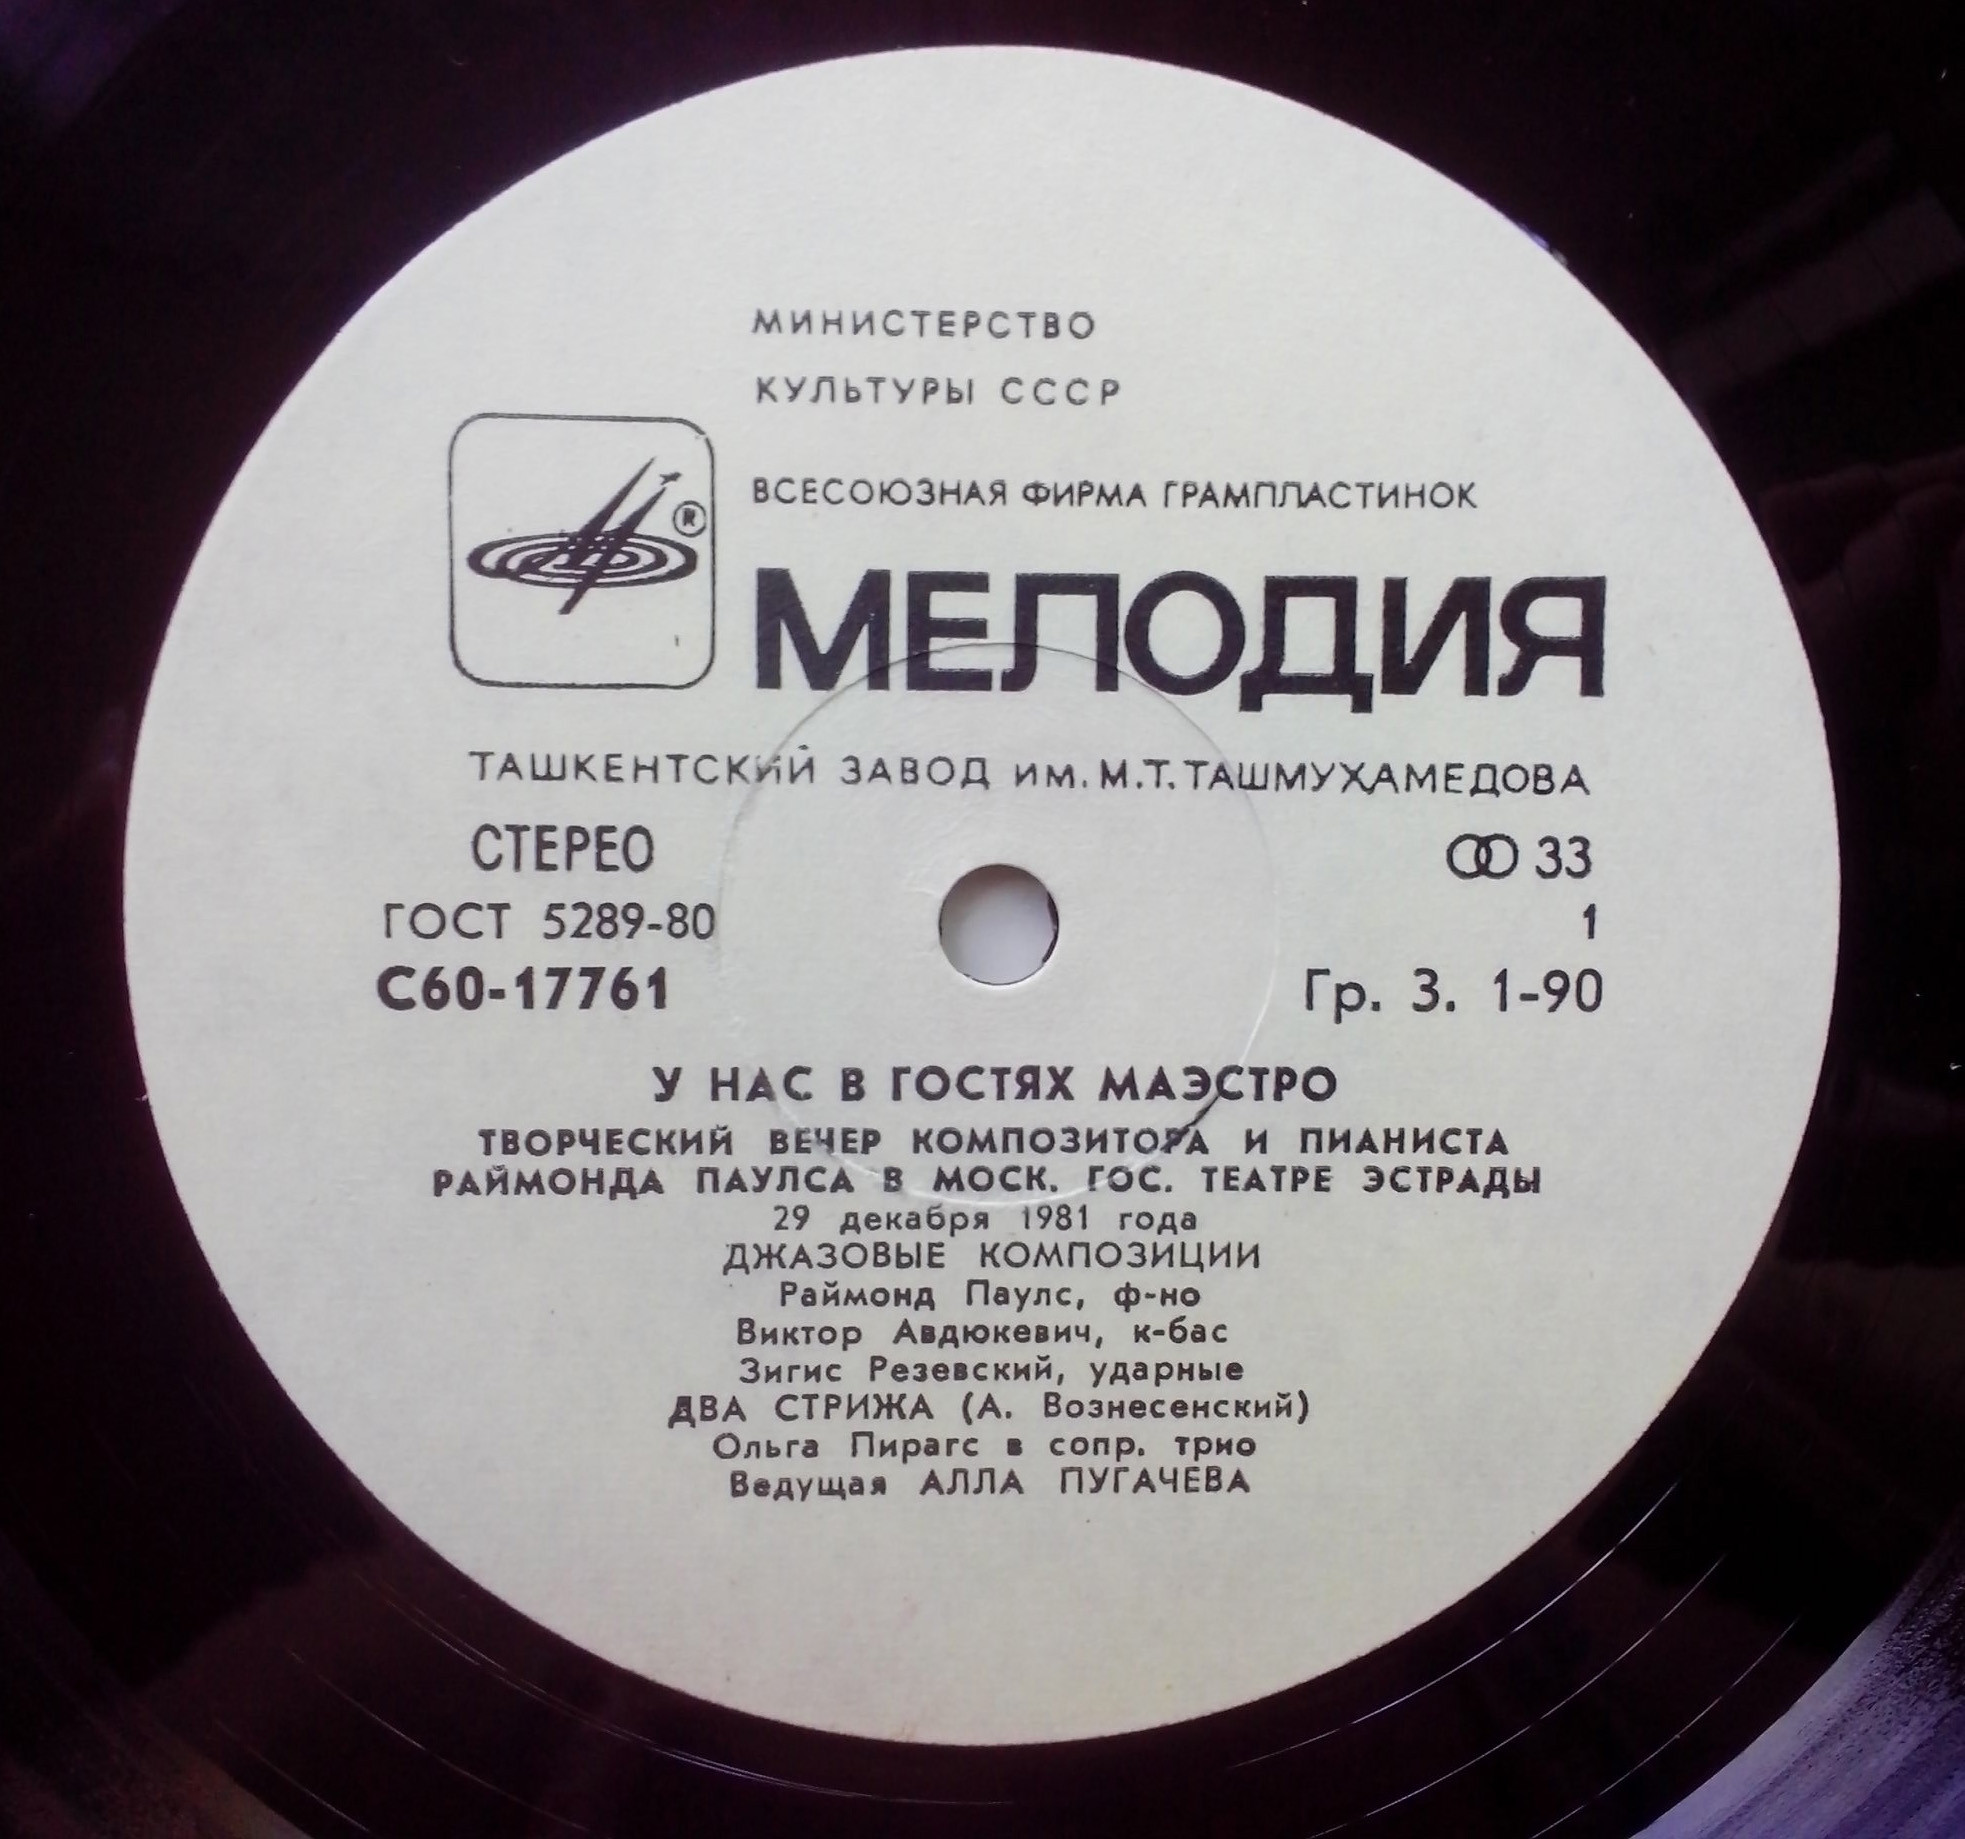 МИНИСТЕРСТВО
КУЛЬТУРЫ СССР
ВСЕСОЮЗНАЯ ФИРМА ГРАМПЛАСТИНОК
®
МЕЛОДИЯ
ТАШКЕНТСКИЙ ЗАВОД ИМ. М.Т. ТАШМУХАМЕДОВА
СТЕРЕО 33
ГОСТ 5289-80 1
С60-17761 Гр. 3. 1-90
У НАС В ГОСТЯХ МАЭСТРО
ТВОРЧЕСКИЙ ВЕЧЕР КОМПОЗИТОРА И ПИАНИСТА
РАЙМОНДА ПАУЛСА В МОСК. ГОС. ТЕАТРЕ ЭСТРАДЫ
29 декабря 1981 года
ДЖАЗОВЫЕ КОМПОЗИЦИИ
Раймонд Паулс, ф-но
Виктор Авдюкевич, к-бас
Зигис Резевский, ударные
ДВА СТРИЖА (А. Вознесенский)
Ольга Пирагс в сопр. трио
Ведущая АЛЛА ПУГАЧЕВА